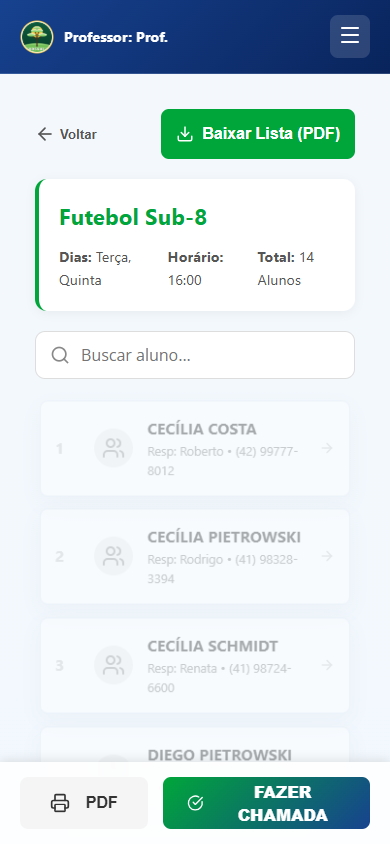 Professor: Prof.
Voltar
Baixar Lista (PDF)
Futebol Sub-8
Dias: Terça, Quinta
Horário: 16:00
Total: 14 Alunos
Buscar aluno...
1
CECÍLIA COSTA
Resp: Roberto • (42) 99777-
8012
2
CECÍLIA PIETROWSKI
Resp: Rodrigo • (41) 98328-
3394
3
CECÍLIA SCHMIDT
Resp: Renata • (41) 98724-
6600
DIEGO PIETROWSKI
PDF
FAZER
CHAMADA